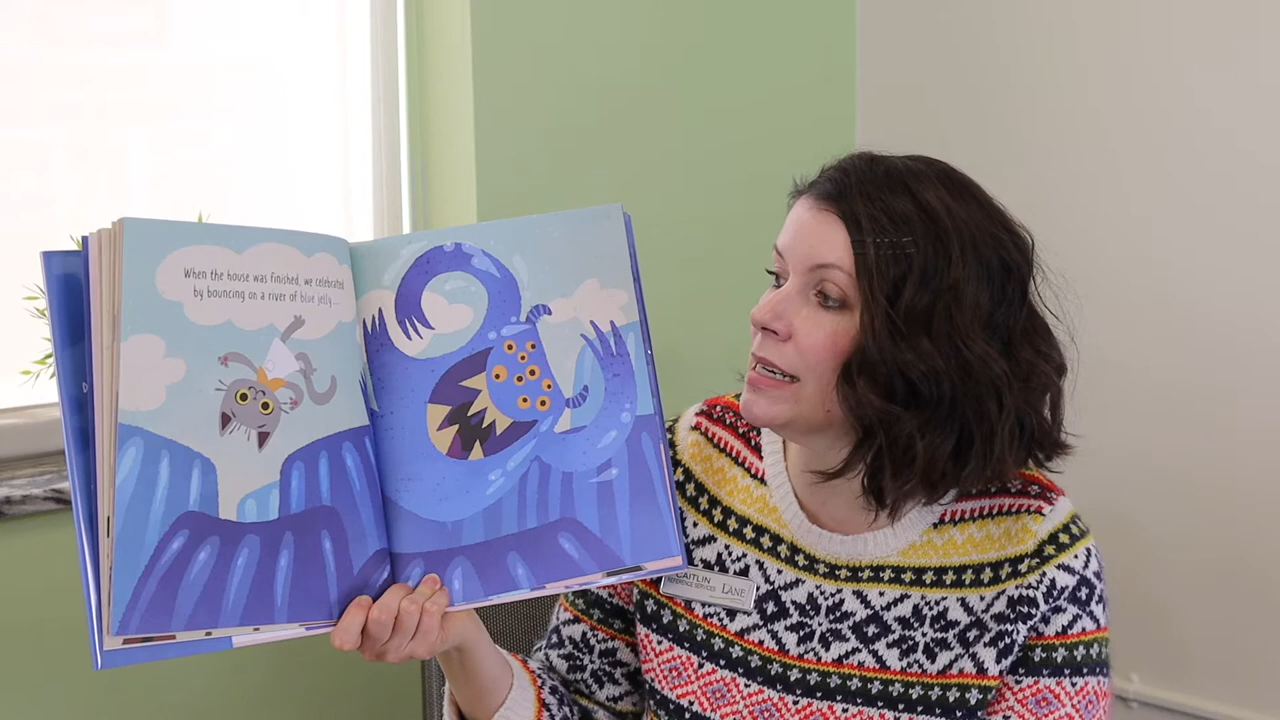 When the house was finished, we celebrated
by bouncing on a river of blue jelly...
CAITLIN
REFERENCE SERVICES
LANE